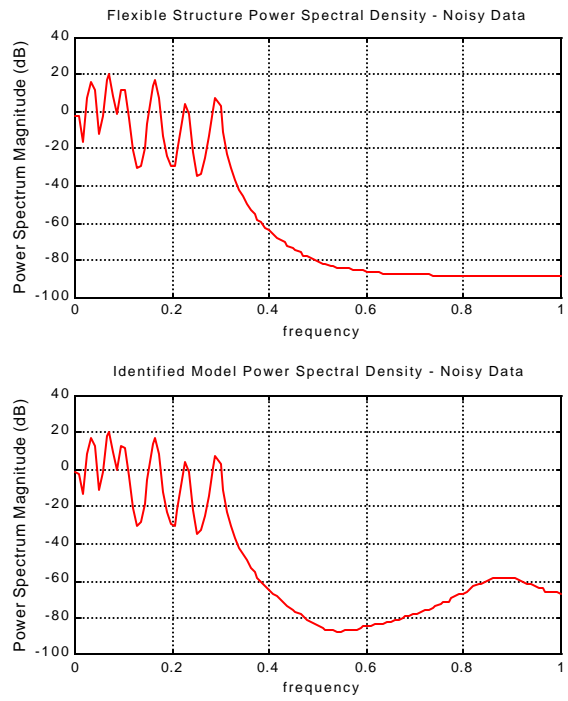 Flexible Structure Power Spectral Density - Noisy Data
Power Spectrum Magnitude (dB)
40
20
0
-20
-40
-60
-80
-100
0 0.2 0.4 0.6 0.8 1
frequency
Identified Model Power Spectral Density - Noisy Data
Power Spectrum Magnitude (dB)
40
20
0
-20
-40
-60
-80
-100
0 0.2 0.4 0.6 0.8 1
frequency